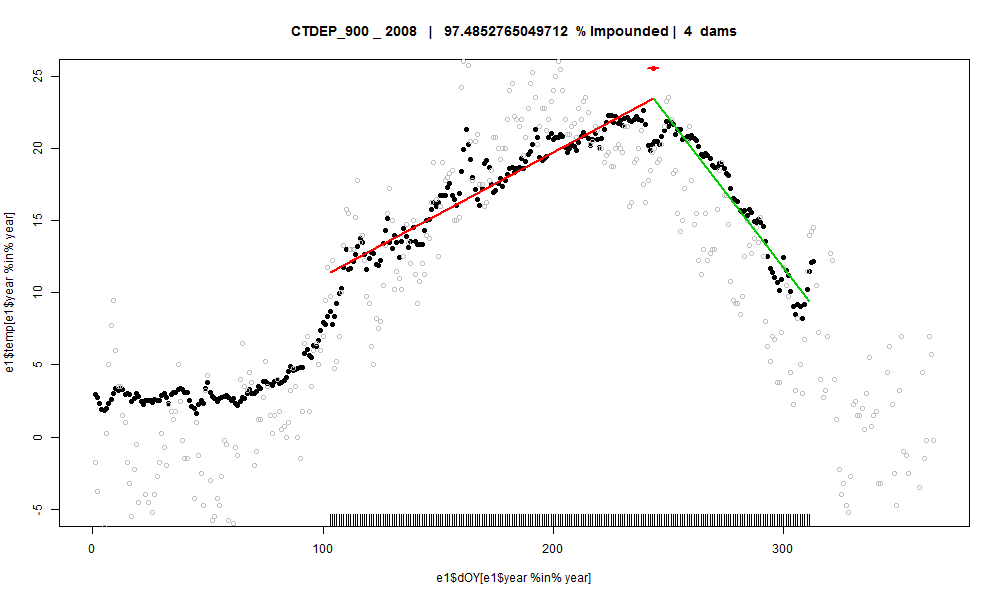 CTDEP_900 _ 2008 | 97.4852765049712 % Impounded | 4 dams
e1$temp[e1$year %in% year]
25
20
15
10
5
0
-5
0 100 200 300
e1$dOY[e1$year %in% year]